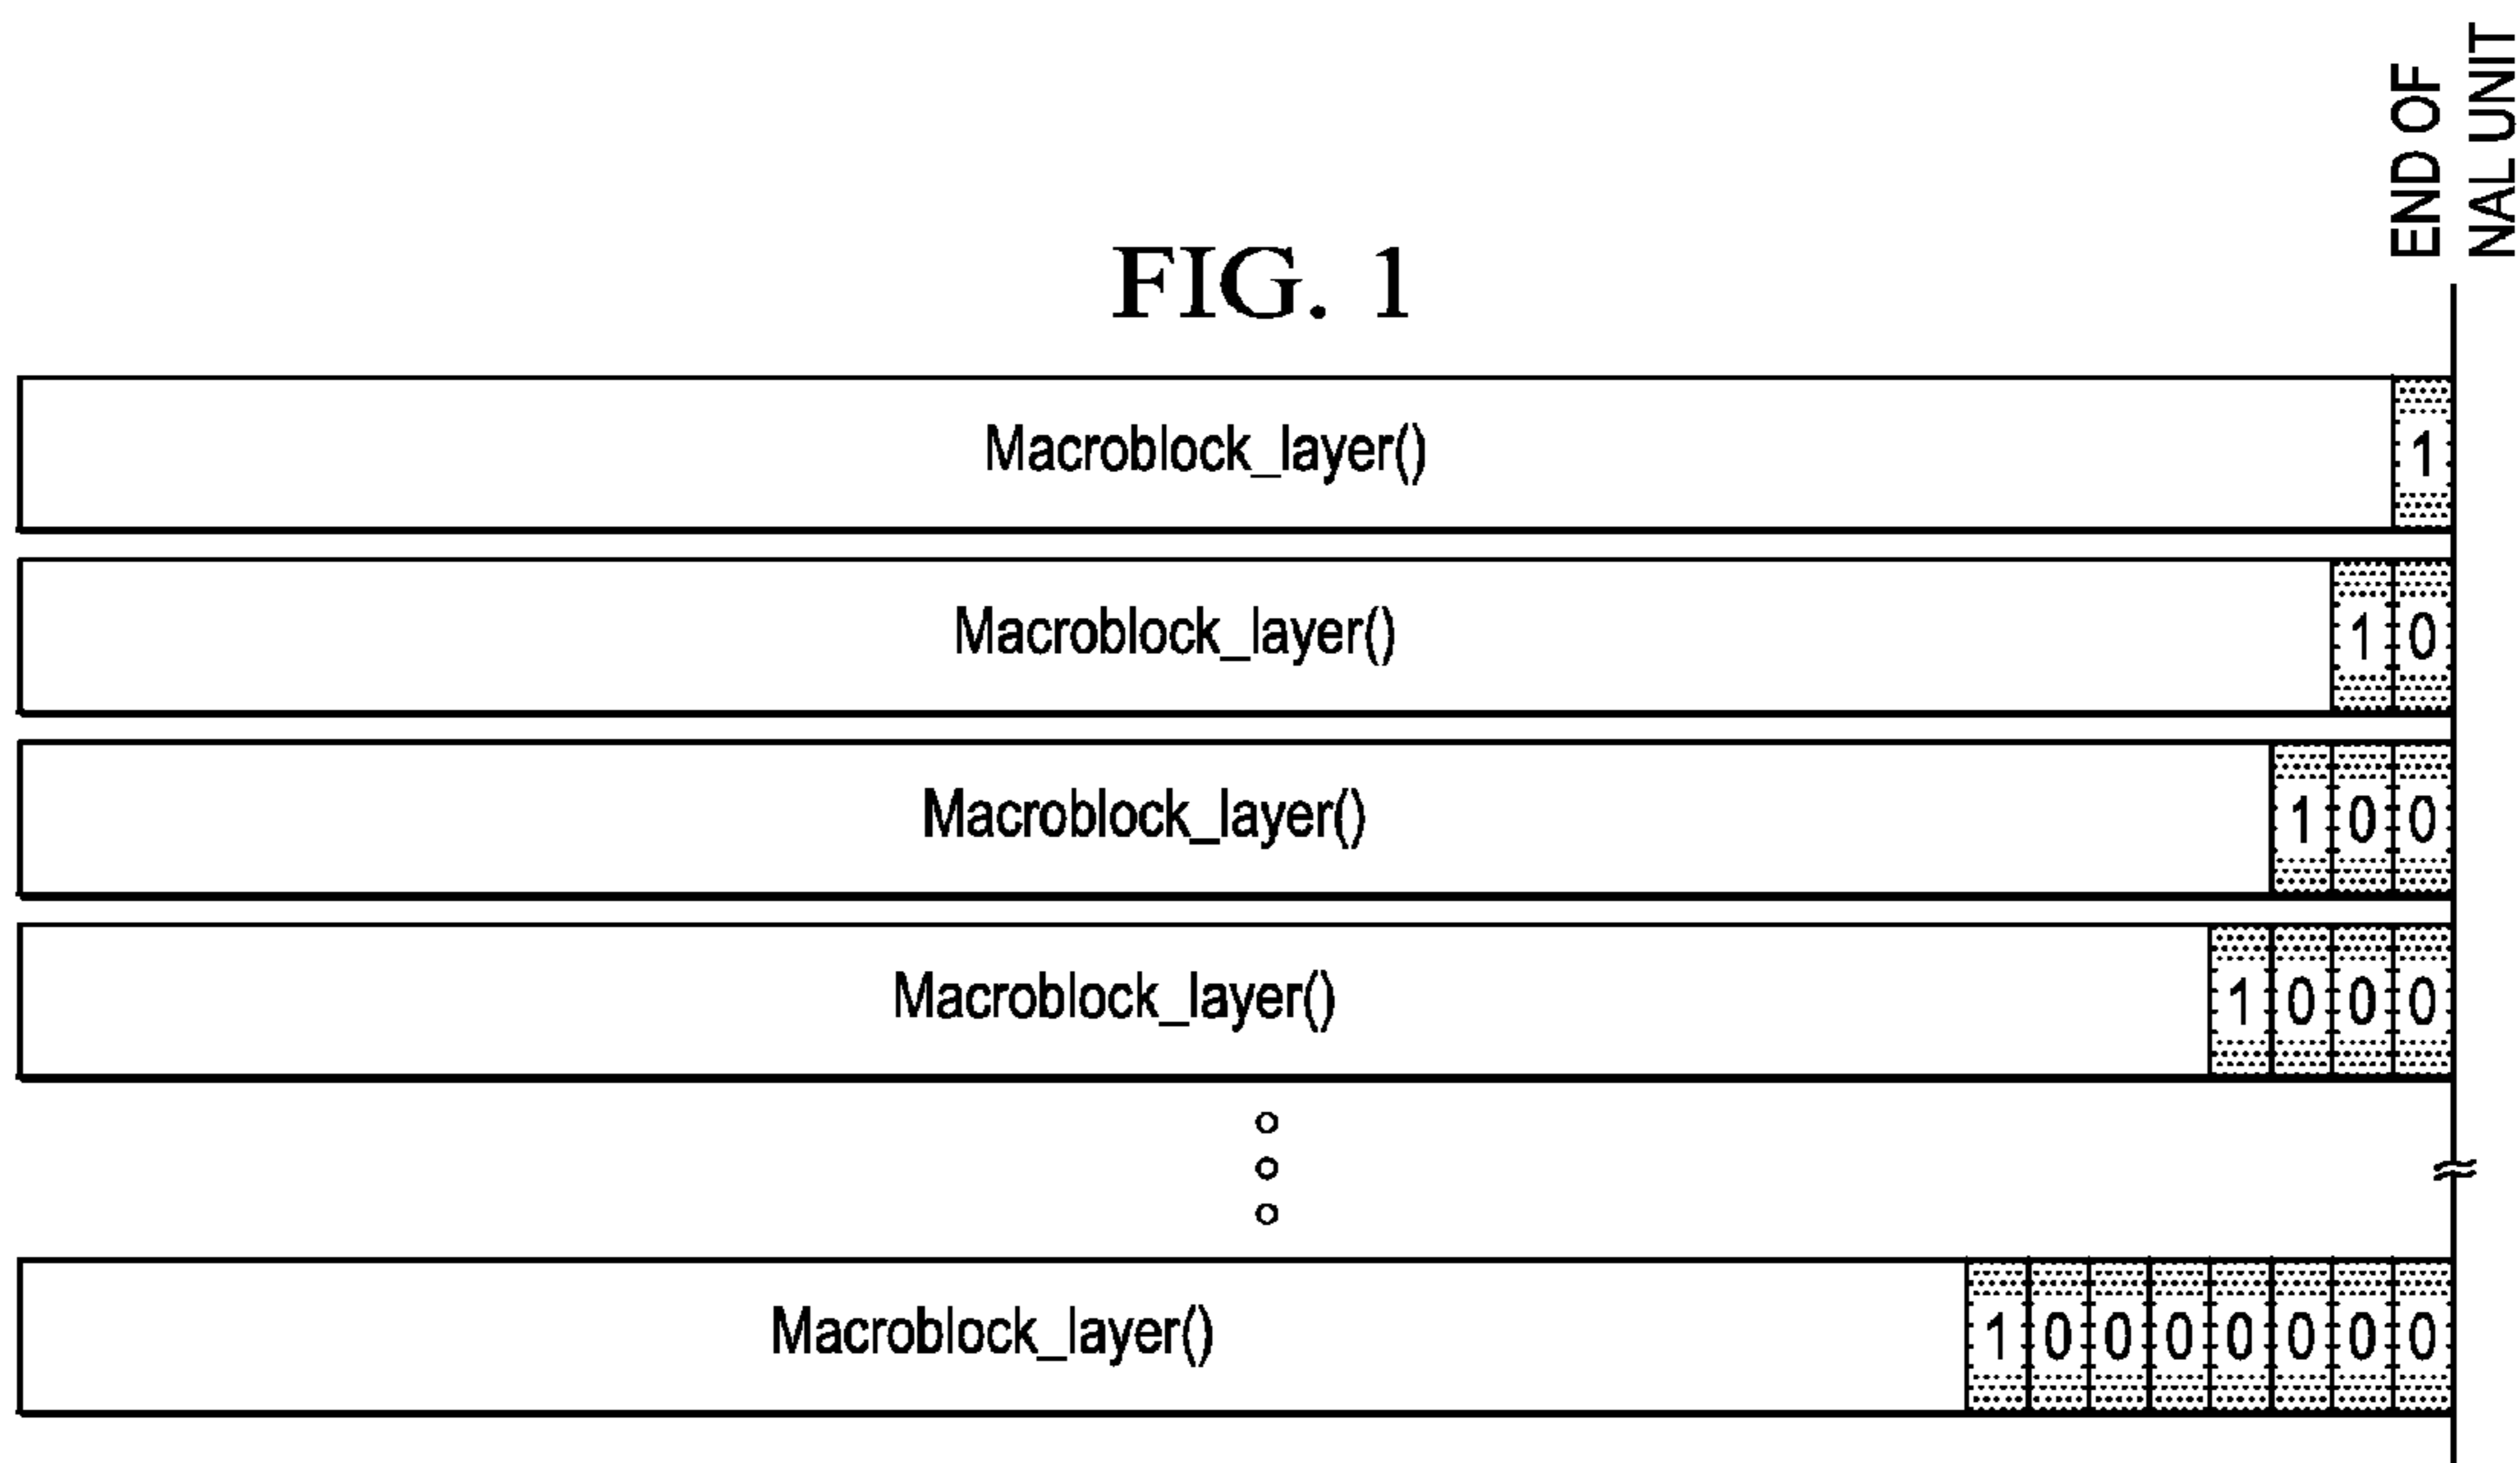 END OF
NAL UNIT
FIG. 1
Macroblock_layer() 1
Macroblock_layer() 1 0
Macroblock_layer() 1 0 0
Macroblock_layer() 1 0 0 0
Macroblock_layer() 1 0 0 0 0 0 0 0